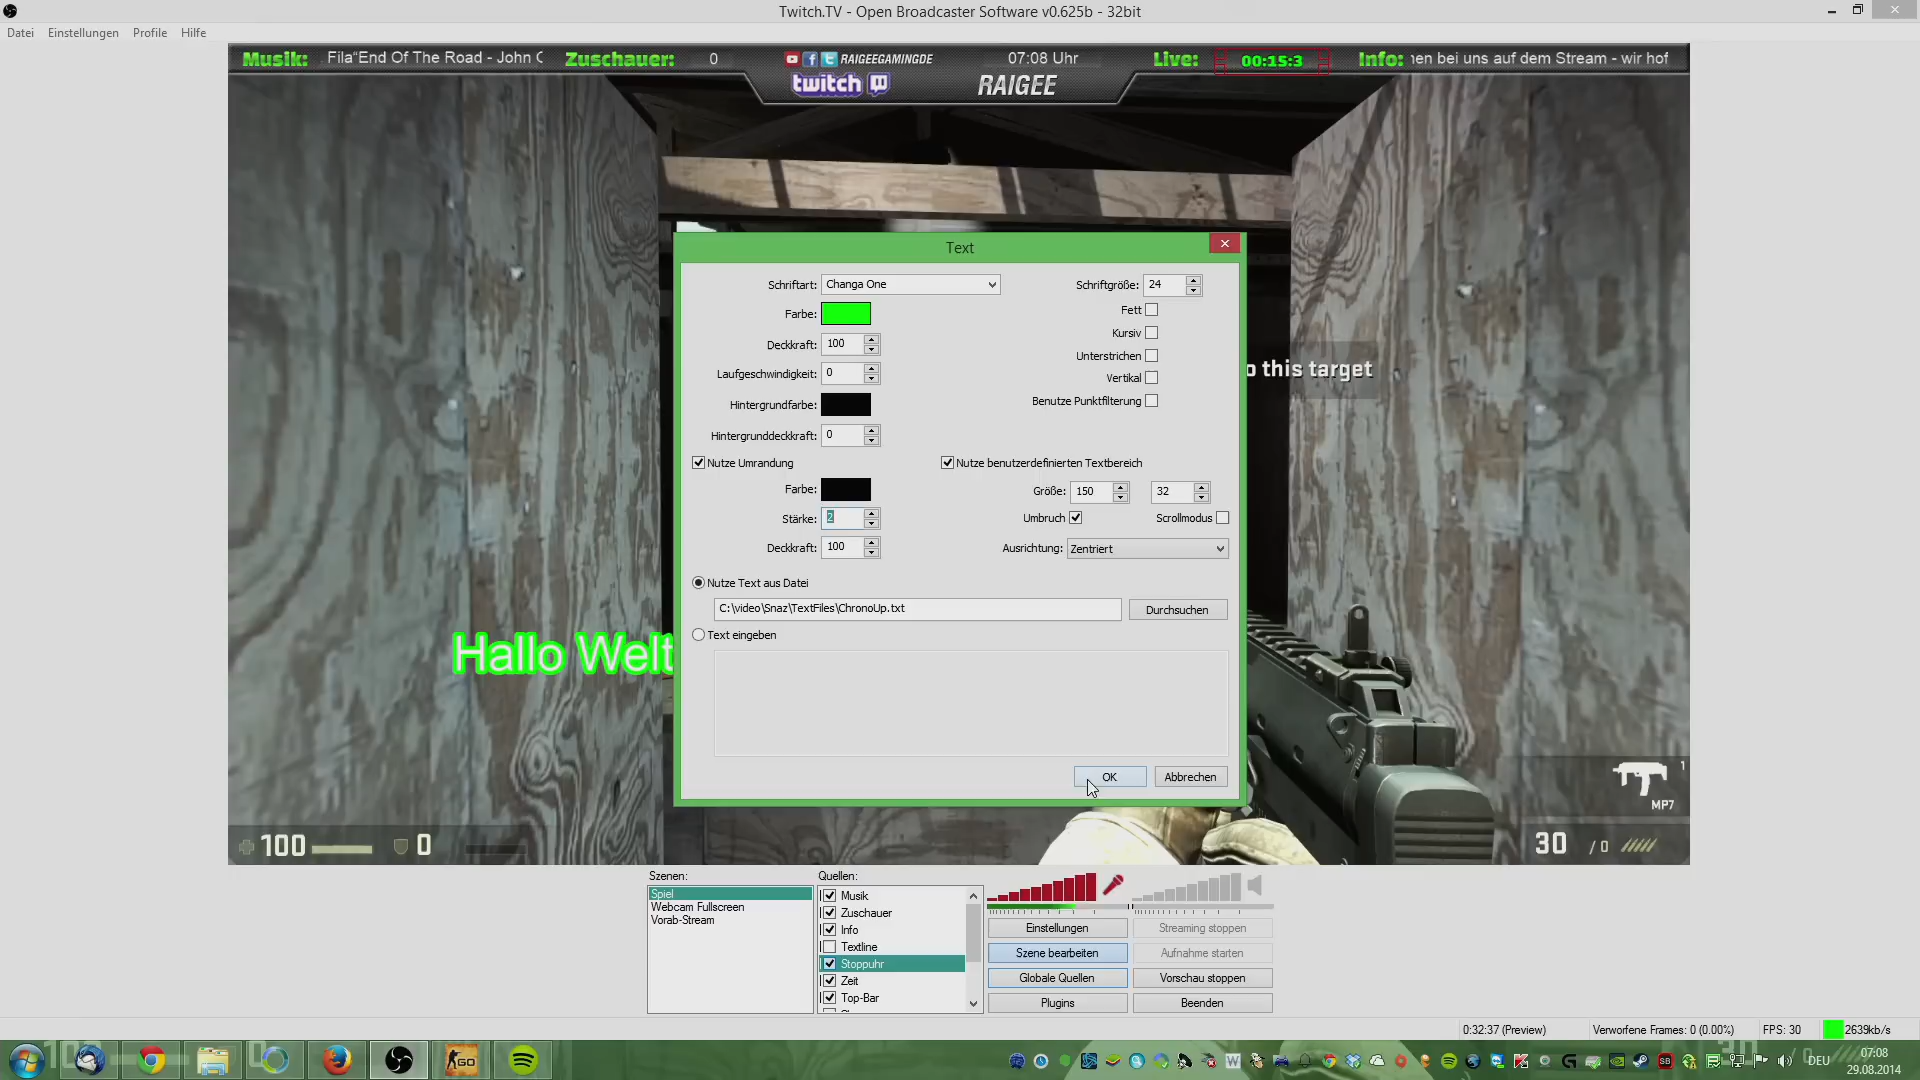 Twitch.TV - Open Broadcaster Software v0.625b - 32bit
Datei Einstellungen Profile Hilfe
Musik: Fila"End Of The Road - John C Zuschauer: 0 RAIGEEGAMINGDE 07:08 Uhr Live: 00:15:3 Info: nen bei uns auf dem Stream - wir hof
twitch RAIGEE
Text
Schriftart: Changa One Schriftgröße: 24
Farbe: Fett
Kursiv
Deckkraft: 100 Unterstrichen
Laufgeschwindigkeit: 0 Vertikal
Hintergrundfarbe: Benutze Punktfilterung
Hintergrunddeckkraft: 0
Nutze Umrandung Nutze benutzerdefinierten Textbereich
Farbe: Größe: 150 32
Stärke: 2 Umbruch Scrollmodus
Deckkraft: 100 Ausrichtung: Zentriert
Nutze Text aus Datei
C:\video\Snaz\TextFiles\ChronoUp.txt Durchsuchen
Text eingeben
OK Abbrechen
o this target
Hallo Welt
MP7
100 0 30 / 0
Szenen: Quellen:
Spiel
Webcam Fullscreen
Vorab-Stream
Musik
Zuschauer
Info
Textline
Stoppuhr
Zeit
Top-Bar
Einstellungen Streaming stoppen
Szene bearbeiten Aufnahme starten
Globale Quellen Vorschau stoppen
Plugins Beenden
0:32:37 (Preview) Verworfene Frames: 0 (0.00%) FPS: 30 2639kb/s
GO DEU 07:08
29.08.2014